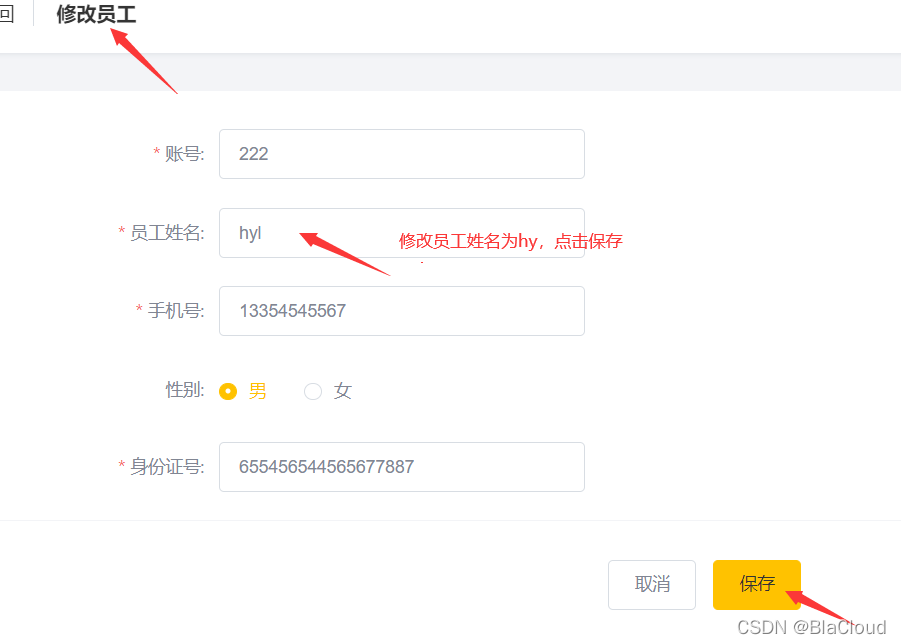 回 修改员工
* 账号: 222
* 员工姓名: hyl
修改员工姓名为hy，点击保存
* 手机号: 13354545567
性别: 男 女
* 身份证号: 655456544565677887
取消 保存
CSDN @BlaCloud